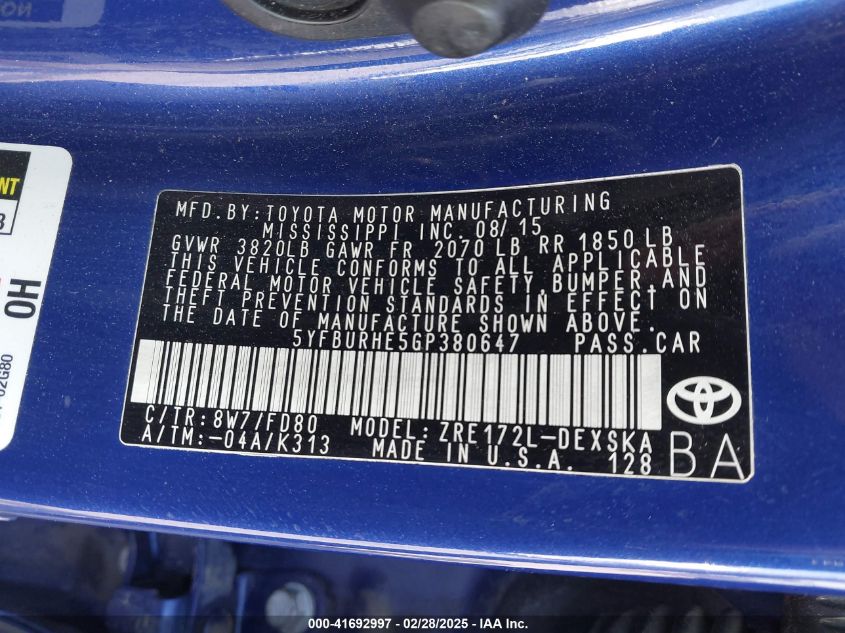 MFD.BY:TOYOTA MOTOR MANUFACTURING
MISSISSIPPI INC. 08/15
GVWR 3820LB GAWR FR 2070 LB RR 1850 LB
THIS VEHICLE CONFORMS TO ALL APPLICABLE
FEDERAL MOTOR VEHICLE SAFETY,BUMPER,AND
THEFT PREVENTION STANDARDS IN EFFECT ON
THE DATE OF MANUFACTURE SHOWN ABOVE.
5YFBURHE5GP380647 PASS.CAR
C/TR:8W7/FD80 MODEL:ZRE172L-DEXSKA
A/TM:-04A/K313 MADE IN U.S.A. 128
BA
HO
02G80
000-41692997 - 02/28/2025 - IEAA Inc.